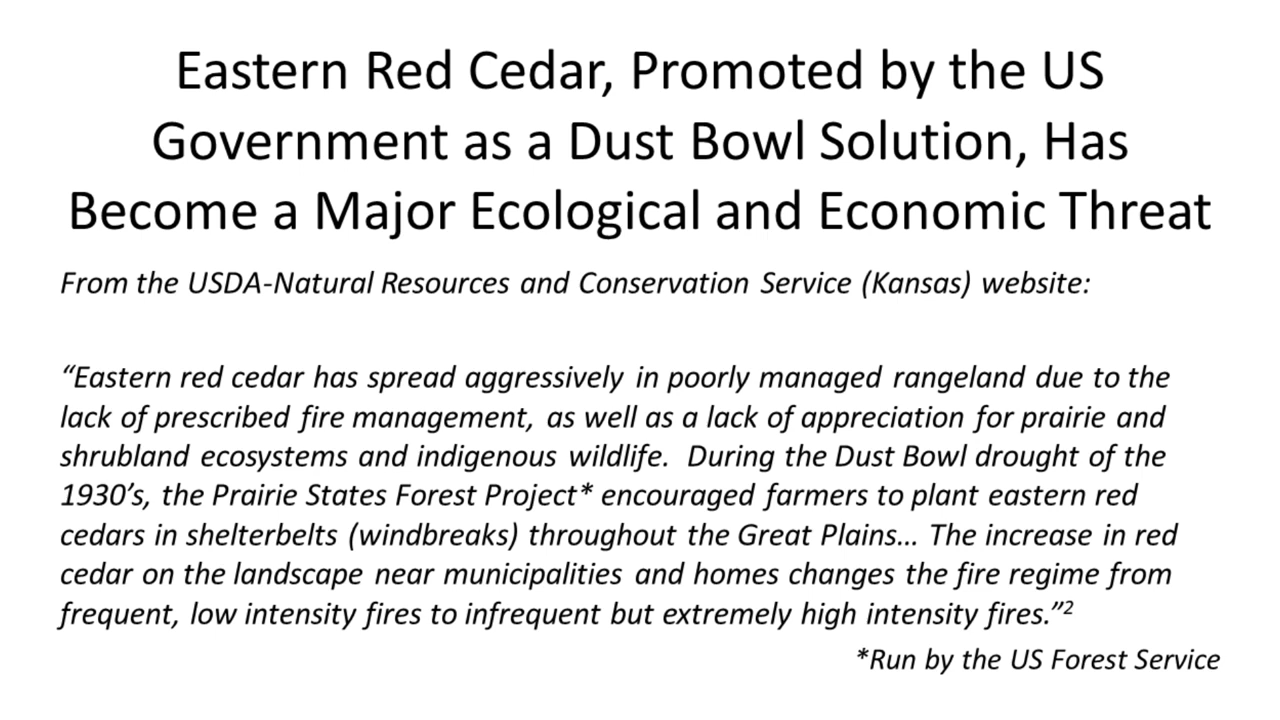 Eastern Red Cedar, Promoted by the US
Government as a Dust Bowl Solution, Has
Become a Major Ecological and Economic Threat
From the USDA-Natural Resources and Conservation Service (Kansas) website:
“Eastern red cedar has spread aggressively in poorly managed rangeland due to the
lack of prescribed fire management, as well as a lack of appreciation for prairie and
shrubland ecosystems and indigenous wildlife. During the Dust Bowl drought of the
1930’s, the Prairie States Forest Project* encouraged farmers to plant eastern red
cedars in shelterbelts (windbreaks) throughout the Great Plains… The increase in red
cedar on the landscape near municipalities and homes changes the fire regime from
frequent, low intensity fires to infrequent but extremely high intensity fires.”2
*Run by the US Forest Service